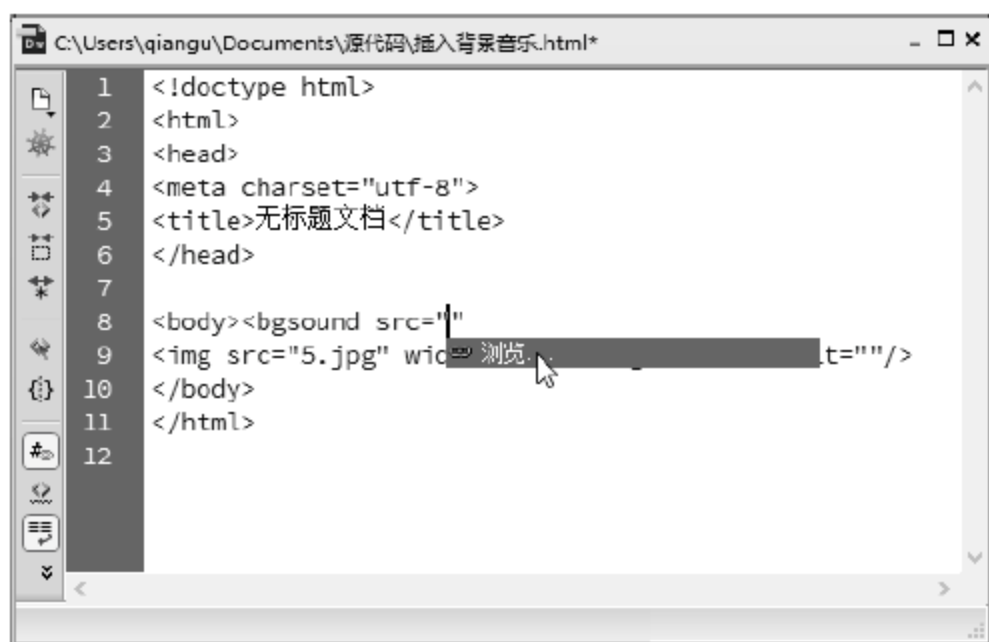 C:\Users\qiangu\Documents\源代码\插入背景音乐.html*
1 <!doctype html>
2 <html>
3 <head>
4 <meta charset="utf-8">
5 <title>无标题文档</title>
6 </head>
7
8 <body><bgsound src=""
浏览...
9 <img src="5.jpg" t=""/>
10 </body>
11 </html>
12